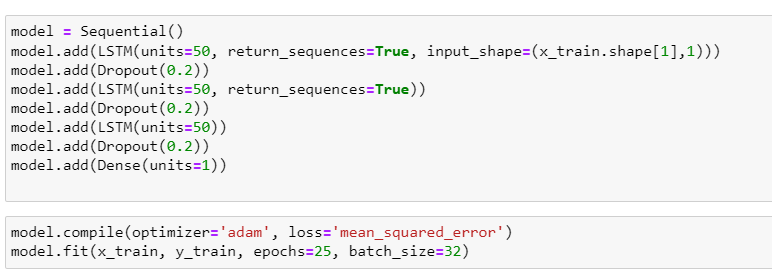 model = Sequential()
model.add(LSTM(units=50, return_sequences=True, input_shape=(x_train.shape[1],1)))
model.add(Dropout(0.2))
model.add(LSTM(units=50, return_sequences=True))
model.add(Dropout(0.2))
model.add(LSTM(units=50))
model.add(Dropout(0.2))
model.add(Dense(units=1))
model.compile(optimizer='adam', loss='mean_squared_error')
model.fit(x_train, y_train, epochs=25, batch_size=32)